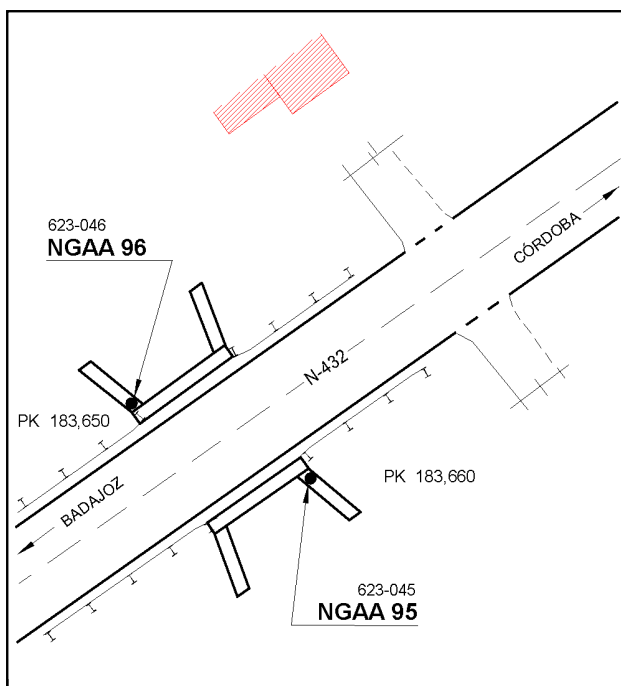 623-046
NGAA 96
CÓRDOBA
N-432
PK 183,650
BADAJOZ
PK 183,660
623-045
NGAA 95